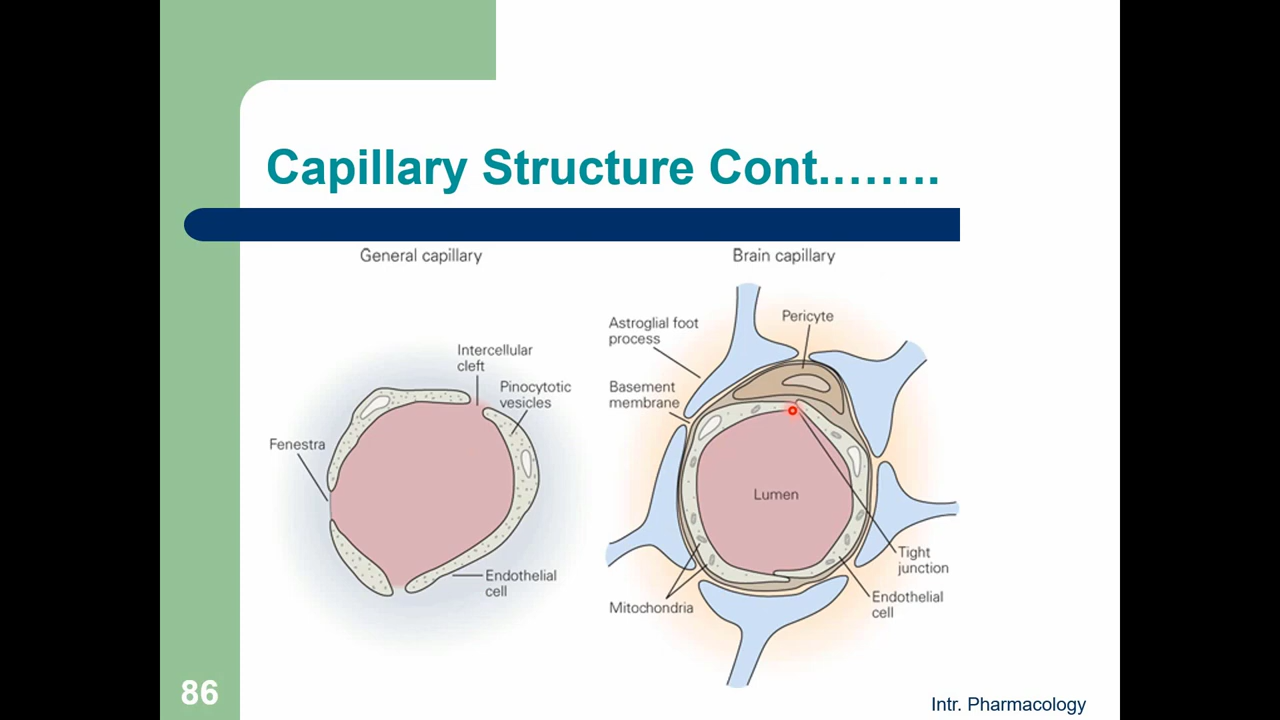 Capillary Structure Cont.…….
General capillary
Intercellular
cleft
Pinocytotic
vesicles
Fenestra
Endothelial
cell
Brain capillary
Astroglial foot
process
Pericyte
Basement
membrane
Lumen
Tight
junction
Mitochondria
Endothelial
cell
86
Intr. Pharmacology